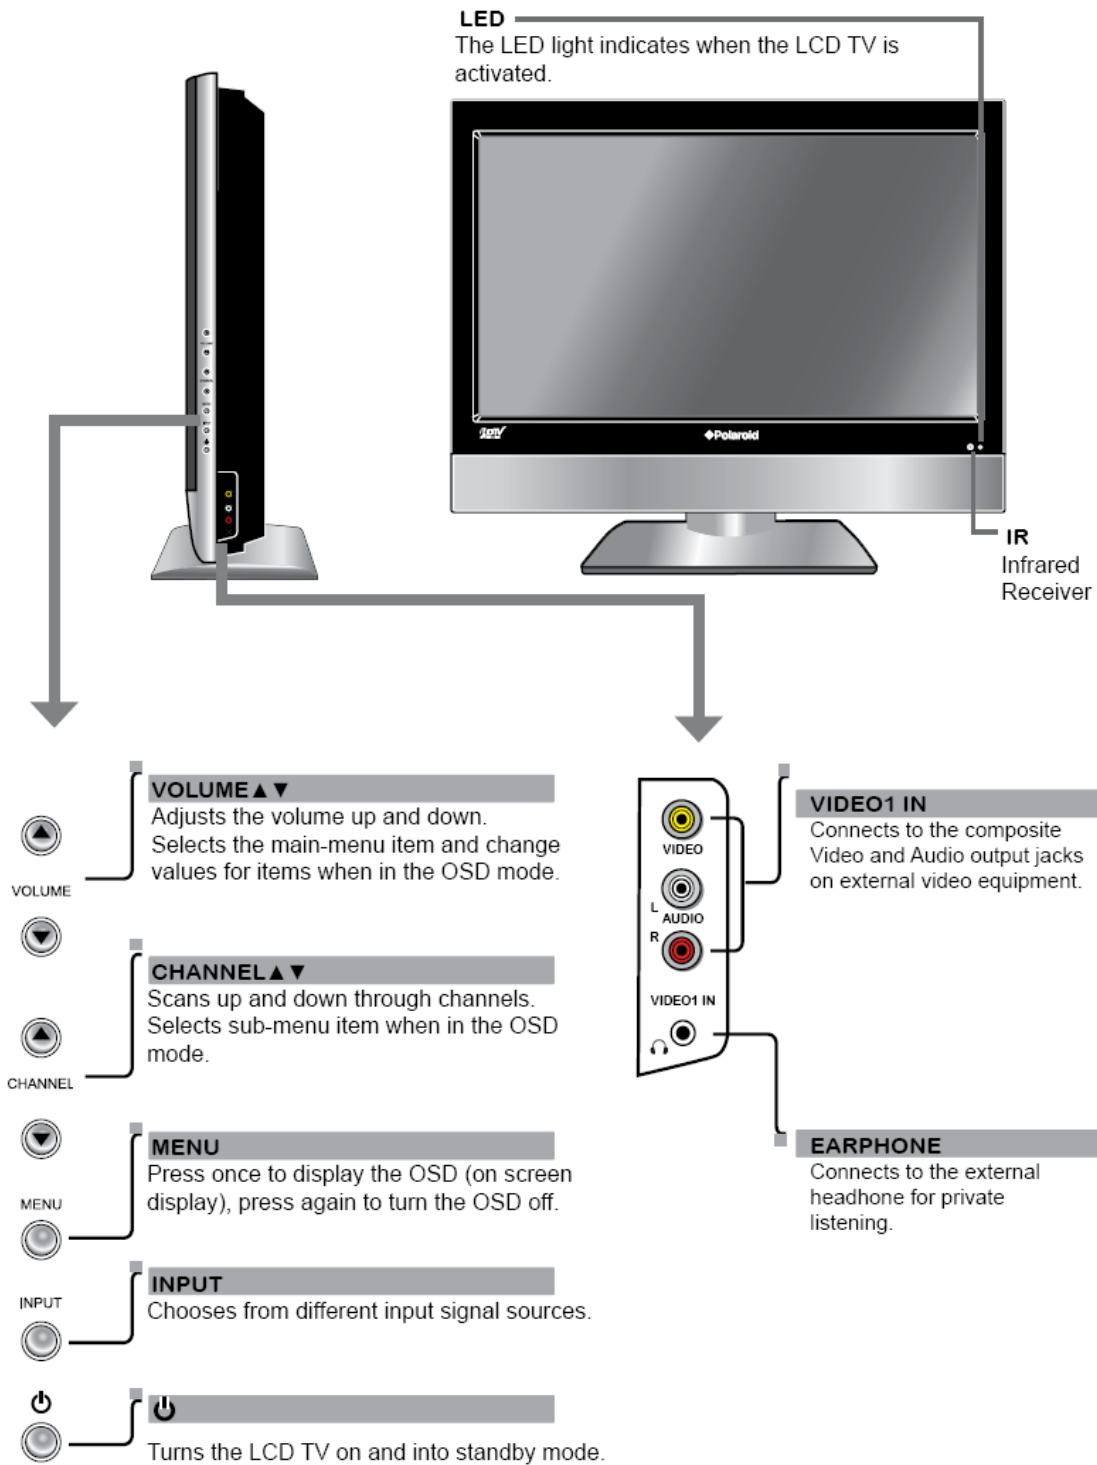 LED
The LED light indicates when the LCD TV is
activated.
Polaroid
IR
Infrared
Receiver
VOLUME
VOLUME▲▼
Adjusts the volume up and down.
Selects the main-menu item and change
values for items when in the OSD mode.
CHANNEL
CHANNEL▲▼
Scans up and down through channels.
Selects sub-menu item when in the OSD
mode.
MENU
MENU
Press once to display the OSD (on screen
display), press again to turn the OSD off.
INPUT
INPUT
Chooses from different input signal sources.
Turns the LCD TV on and into standby mode.
VIDEO
L
AUDIO
R
VIDEO1 IN
VIDEO1 IN
Connects to the composite
Video and Audio output jacks
on external video equipment.
EARPHONE
Connects to the external
headhone for private
listening.